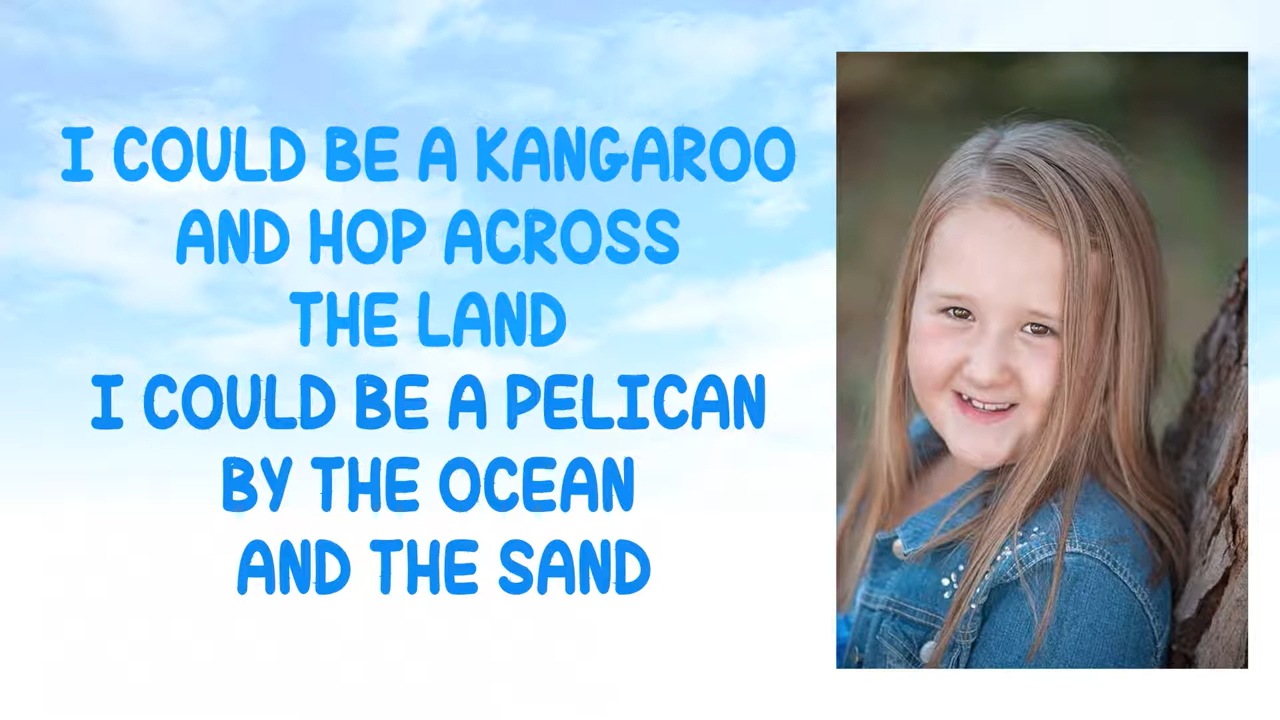 I COULD BE A KANGAROO
AND HOP ACROSS
THE LAND
I COULD BE A PELICAN
BY THE OCEAN
AND THE SAND